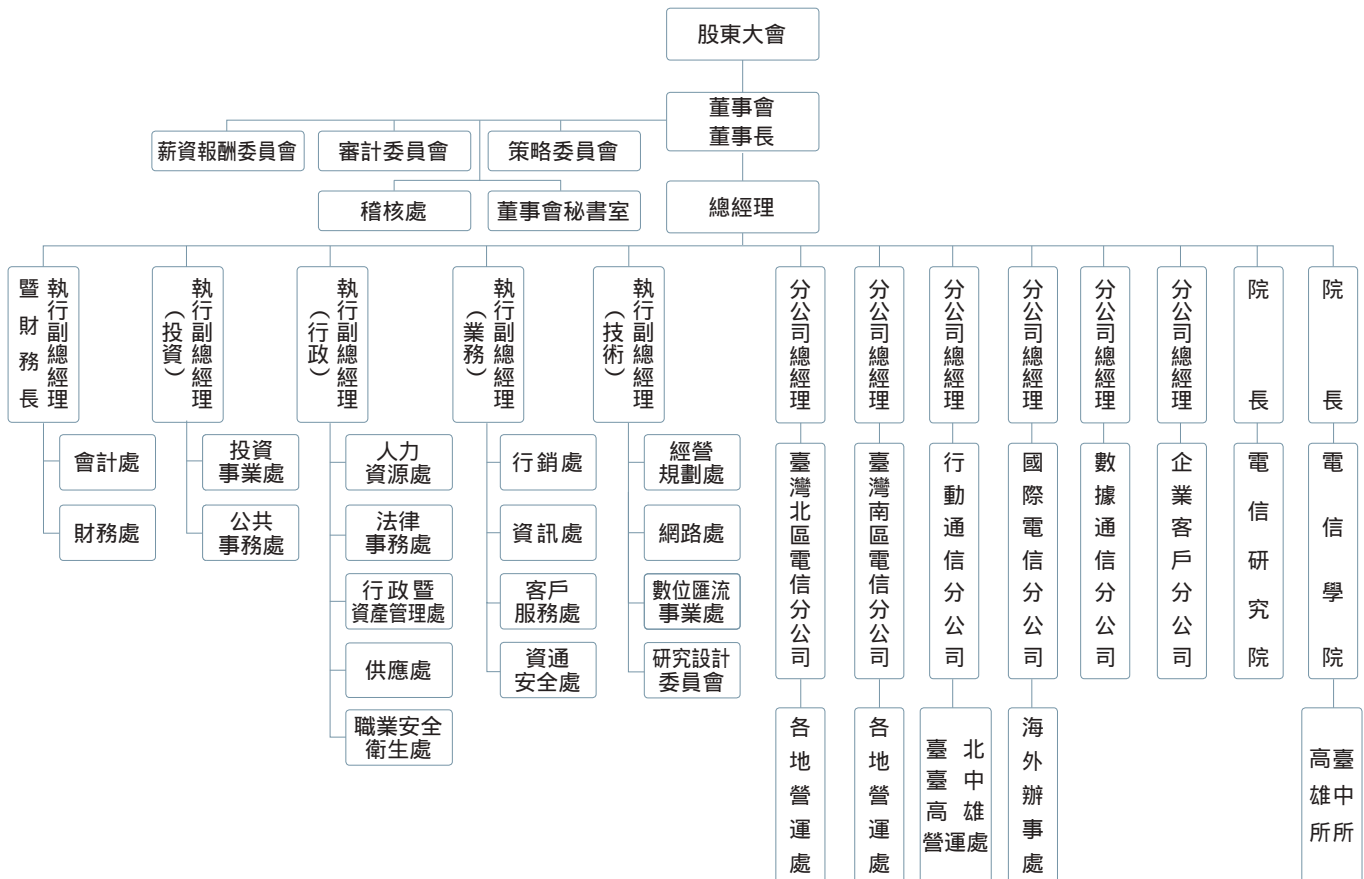 股東大會
董事會
董事長
薪資報酬委員會
審計委員會
策略委員會
稽核處
董事會秘書室
總經理
執行副總經理
暨財務長
執行副總經理
（投資）
執行副總經理
（行政）
執行副總經理
（業務）
執行副總經理
（技術）
分公司總經理
分公司總經理
分公司總經理
分公司總經理
分公司總經理
分公司總經理
院長
院長
會計處
財務處
投資
事業處
公共
事務處
人力
資源處
法律
事務處
行政暨
資產管理處
供應處
職業安全
衛生處
行銷處
資訊處
客戶
服務處
資通
安全處
經營
規劃處
網路處
數位匯流
事業處
研究設計
委員會
臺灣北區電信分公司
臺灣南區電信分公司
行動通信分公司
國際電信分公司
數據通信分公司
企業客戶分公司
電信研究院
電信學院
各地營運處
各地營運處
臺北
臺中
高雄
營運處
海外辦事處
臺中所
高雄所